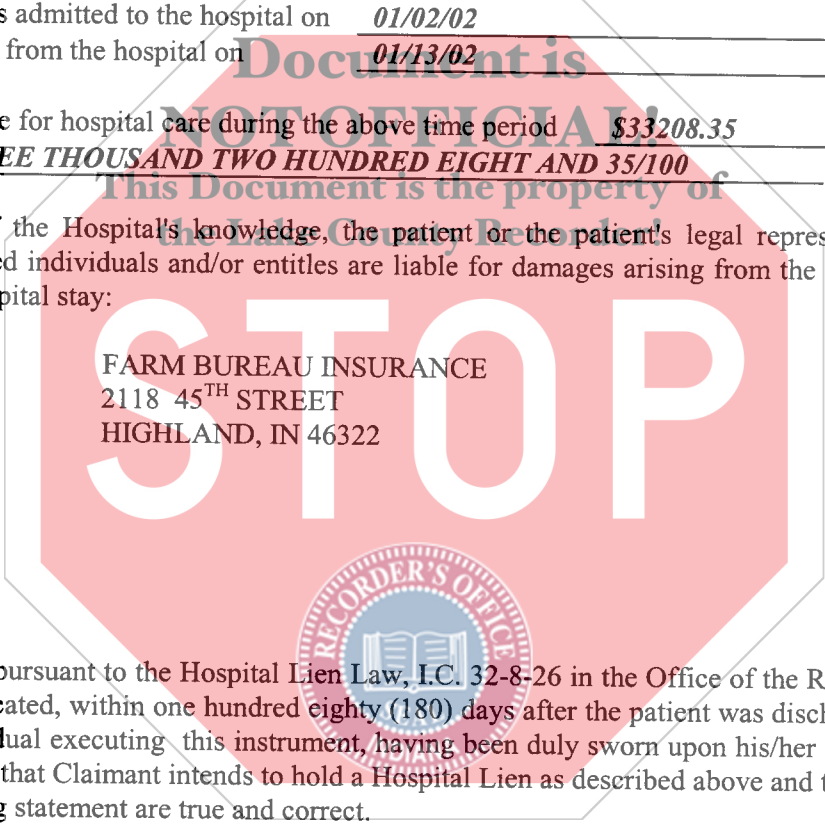 s admitted to the hospital on 01/02/02
from the hospital on 01/13/02
Document is
NOT OFFICIAL!
e for hospital care during the above time period $33208.35
EE THOUSAND TWO HUNDRED EIGHT AND 35/100
This Document is the property of
the Lake County Recorder!
the Hospital's knowledge, the patient or the patient's legal repres
ed individuals and/or entitles are liable for damages arising from the
pital stay:
STOP
FARM BUREAU INSURANCE
2118 45TH STREET
HIGHLAND, IN 46322
RECORDER'S OFFICE
pursuant to the Hospital Lien Law, I.C. 32-8-26 in the Office of the R
cated, within one hundred eighty (180) days after the patient was disch
dual executing this instrument, having been duly sworn upon his/her
that Claimant intends to hold a Hospital Lien as described above and t
g statement are true and correct.